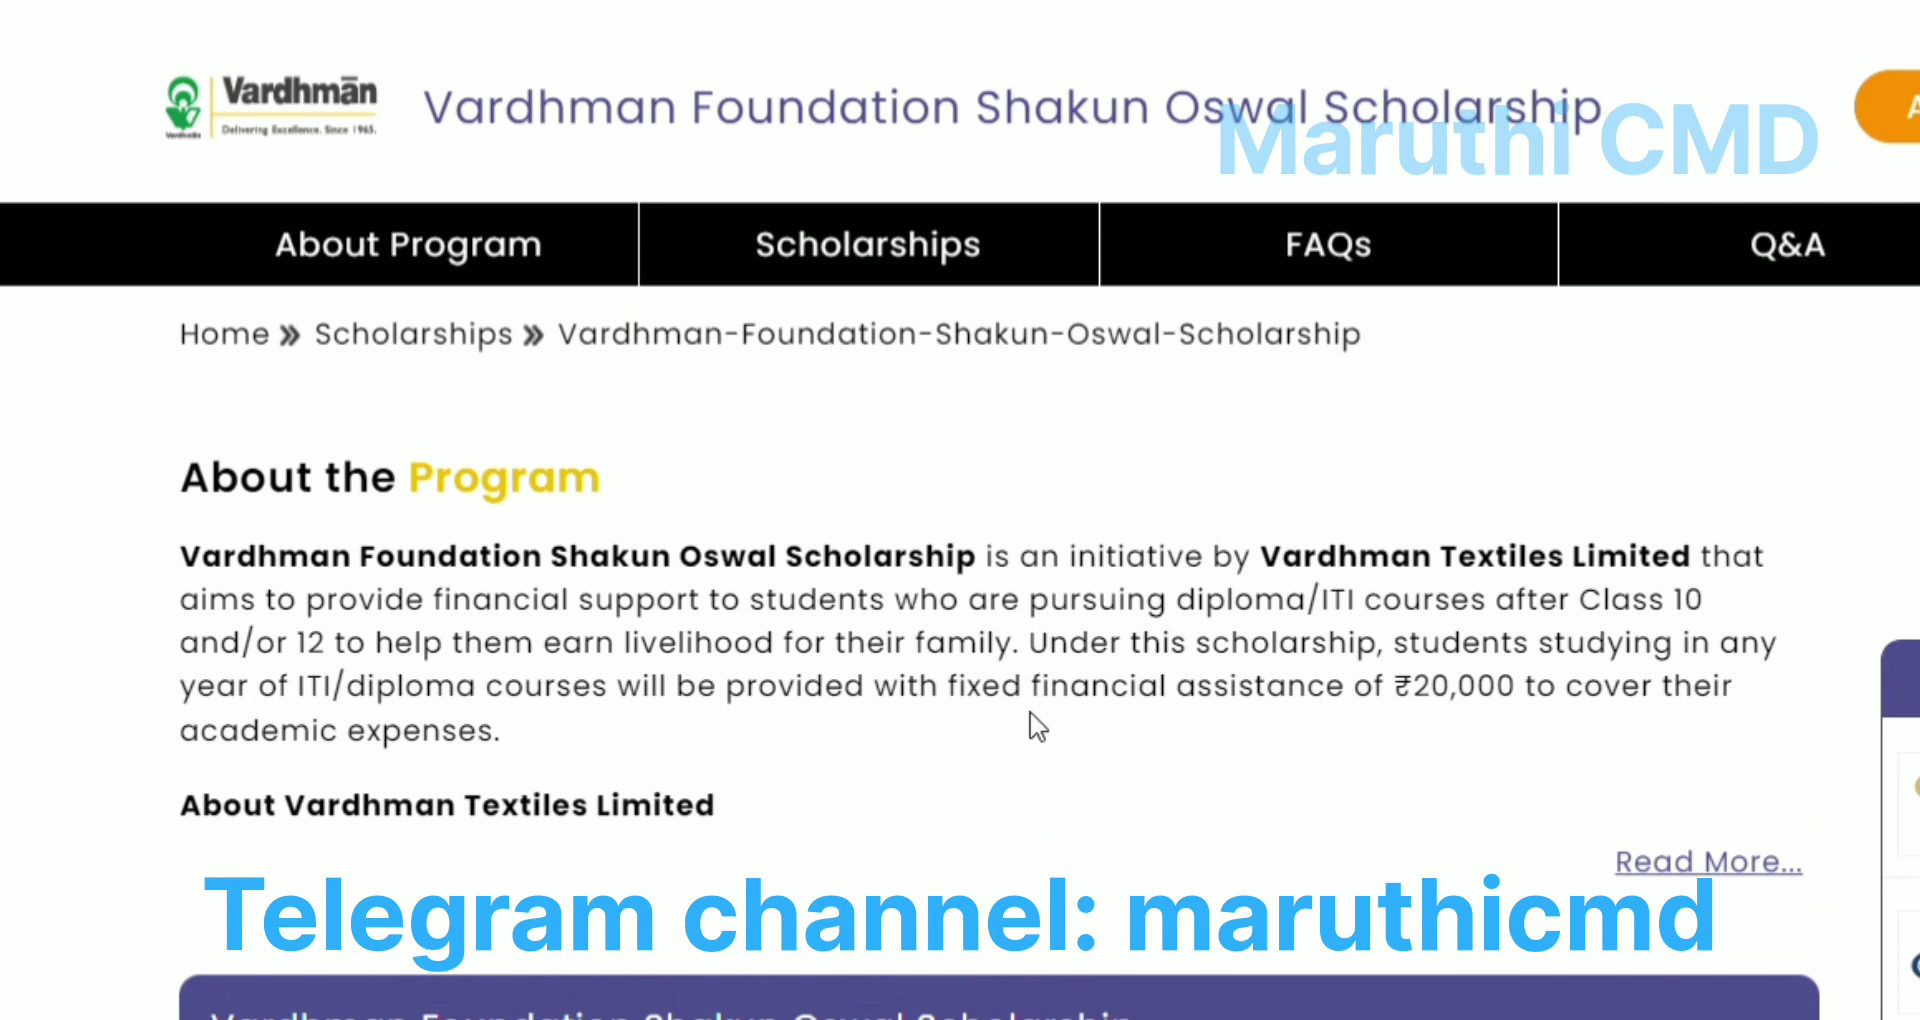 Vardhmān
Delivering Excellence. Since 1965.
Vardhman Foundation Shakun Oswal Scholarship
Maruthi CMD
About Program
Scholarships
FAQs
Q&A
Home » Scholarships » Vardhman-Foundation-Shakun-Oswal-Scholarship
About the Program
Vardhman Foundation Shakun Oswal Scholarship is an initiative by Vardhman Textiles Limited that
aims to provide financial support to students who are pursuing diploma/ITI courses after Class 10
and/or 12 to help them earn livelihood for their family. Under this scholarship, students studying in any
year of ITI/diploma courses will be provided with fixed financial assistance of ₹20,000 to cover their
academic expenses.
About Vardhman Textiles Limited
Read More...
Telegram channel: maruthicmd
Vardhman Foundation Shakun Oswal Scholarship